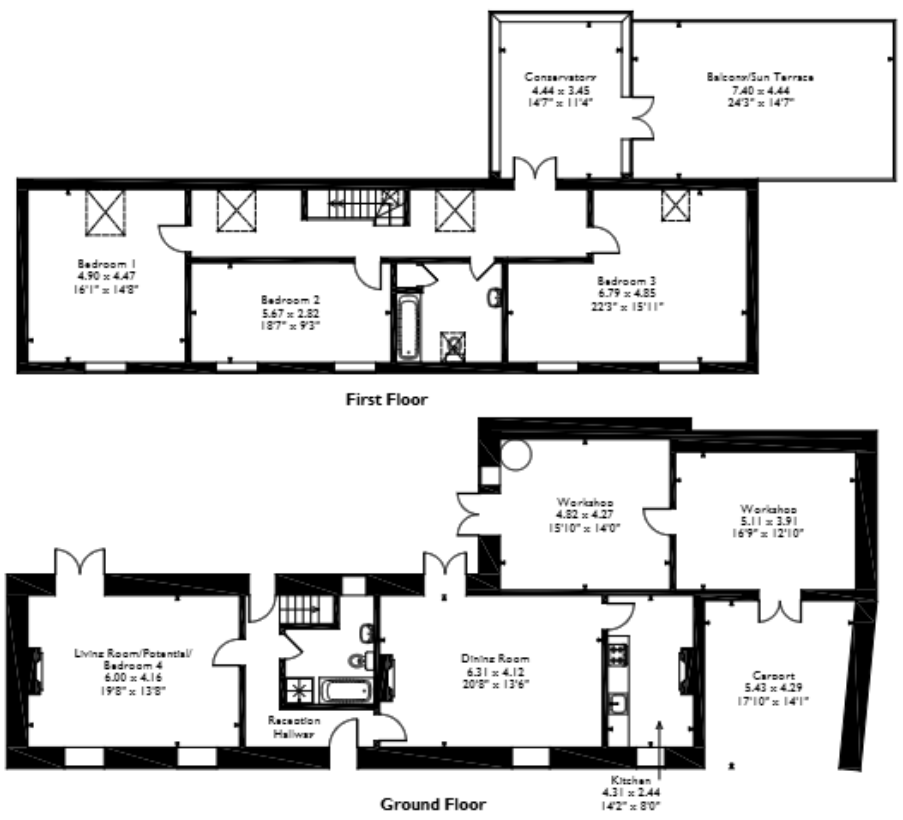 Conservatory
4.44 x 3.45
14'7" x 11'4"
Balcony/Sun Terrace
7.40 x 4.44
24'3" x 14'7"
Bedroom 1
4.90 x 4.47
16'1" x 14'8"
Bedroom 2
5.67 x 2.82
18'7" x 9'3"
Bedroom 3
6.79 x 4.85
22'3" x 15'11"
First Floor
Workshop
4.82 x 4.27
15'10" x 14'0"
Workshop
5.11 x 3.91
16'9" x 12'10"
Living Room/Potential/
Bedroom 4
6.00 x 4.16
19'8" x 13'8"
Dining Room
6.31 x 4.12
20'8" x 13'6"
Carport
5.43 x 4.29
17'10" x 14'1"
Reception
Hallway
Kitchen
4.31 x 2.44
14'2" x 8'0"
Ground Floor